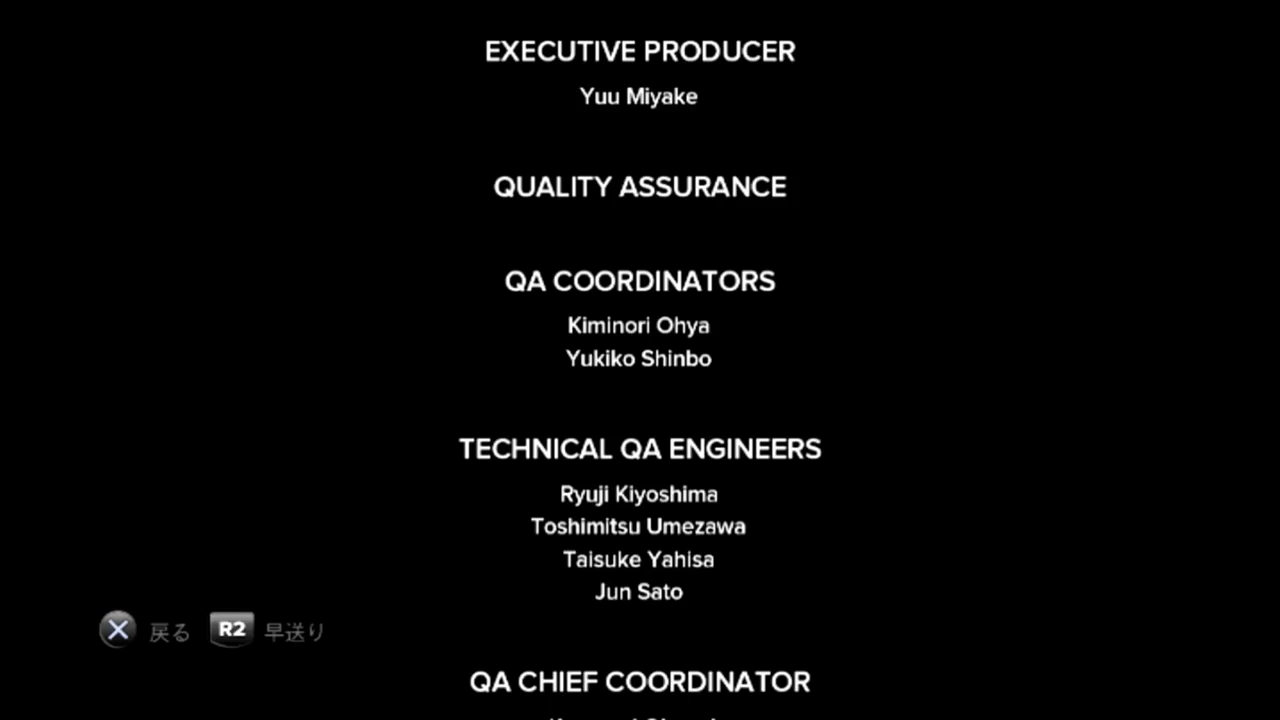 EXECUTIVE PRODUCER
Yuu Miyake
QUALITY ASSURANCE
QA COORDINATORS
Kiminori Ohya
Yukiko Shinbo
TECHNICAL QA ENGINEERS
Ryuji Kiyoshima
Toshimitsu Umezawa
Taisuke Yahisa
Jun Sato
戻る R2 早送り
QA CHIEF COORDINATOR